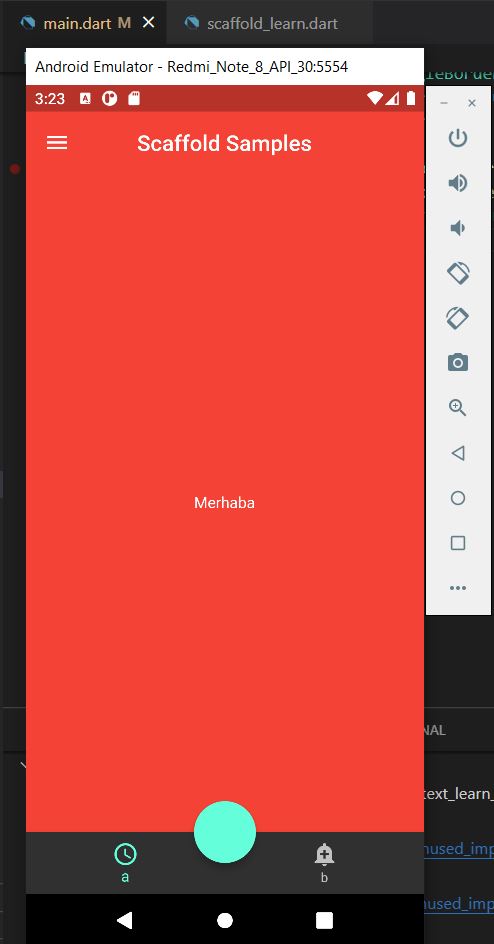 main.dart M
scaffold_learn.dart
Android Emulator - Redmi_Note_8_API_30:5554
3:23
Scaffold Samples
Merhaba
NAL
text_learn_
nused_imp
nused_imp
a
b